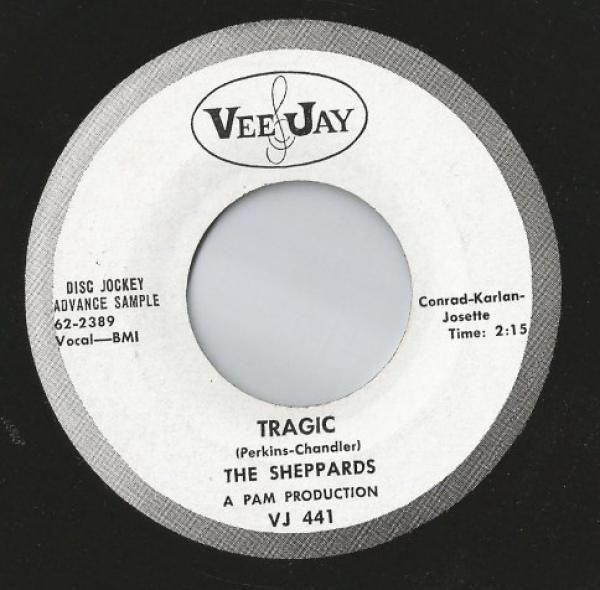 VEE JAY
DISC JOCKEY
ADVANCE SAMPLE
62-2389
Vocal—BMI
Conrad-Karlan-
Josette
Time: 2:15
TRAGIC
(Perkins-Chandler)
THE SHEPPARDS
A PAM PRODUCTION
VJ 441